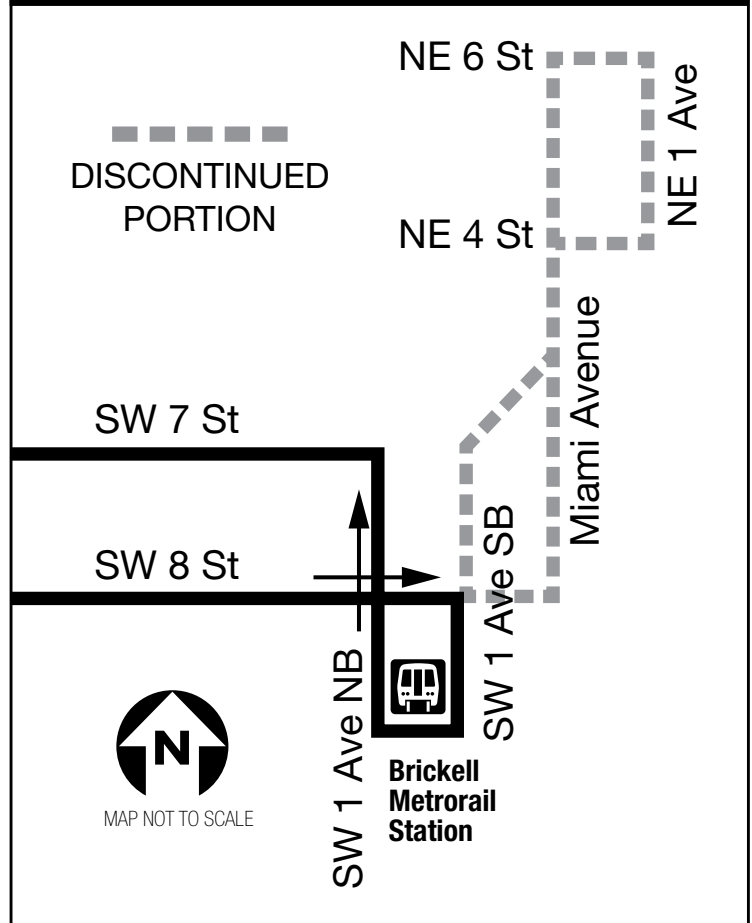 NE 6 St
NE 1 Ave
DISCONTINUED
PORTION
NE 4 St
Miami Avenue
SW 7 St
SW 8 St
SW 1 Ave SB
SW 1 Ave NB
N
MAP NOT TO SCALE
Brickell
Metrorail
Station